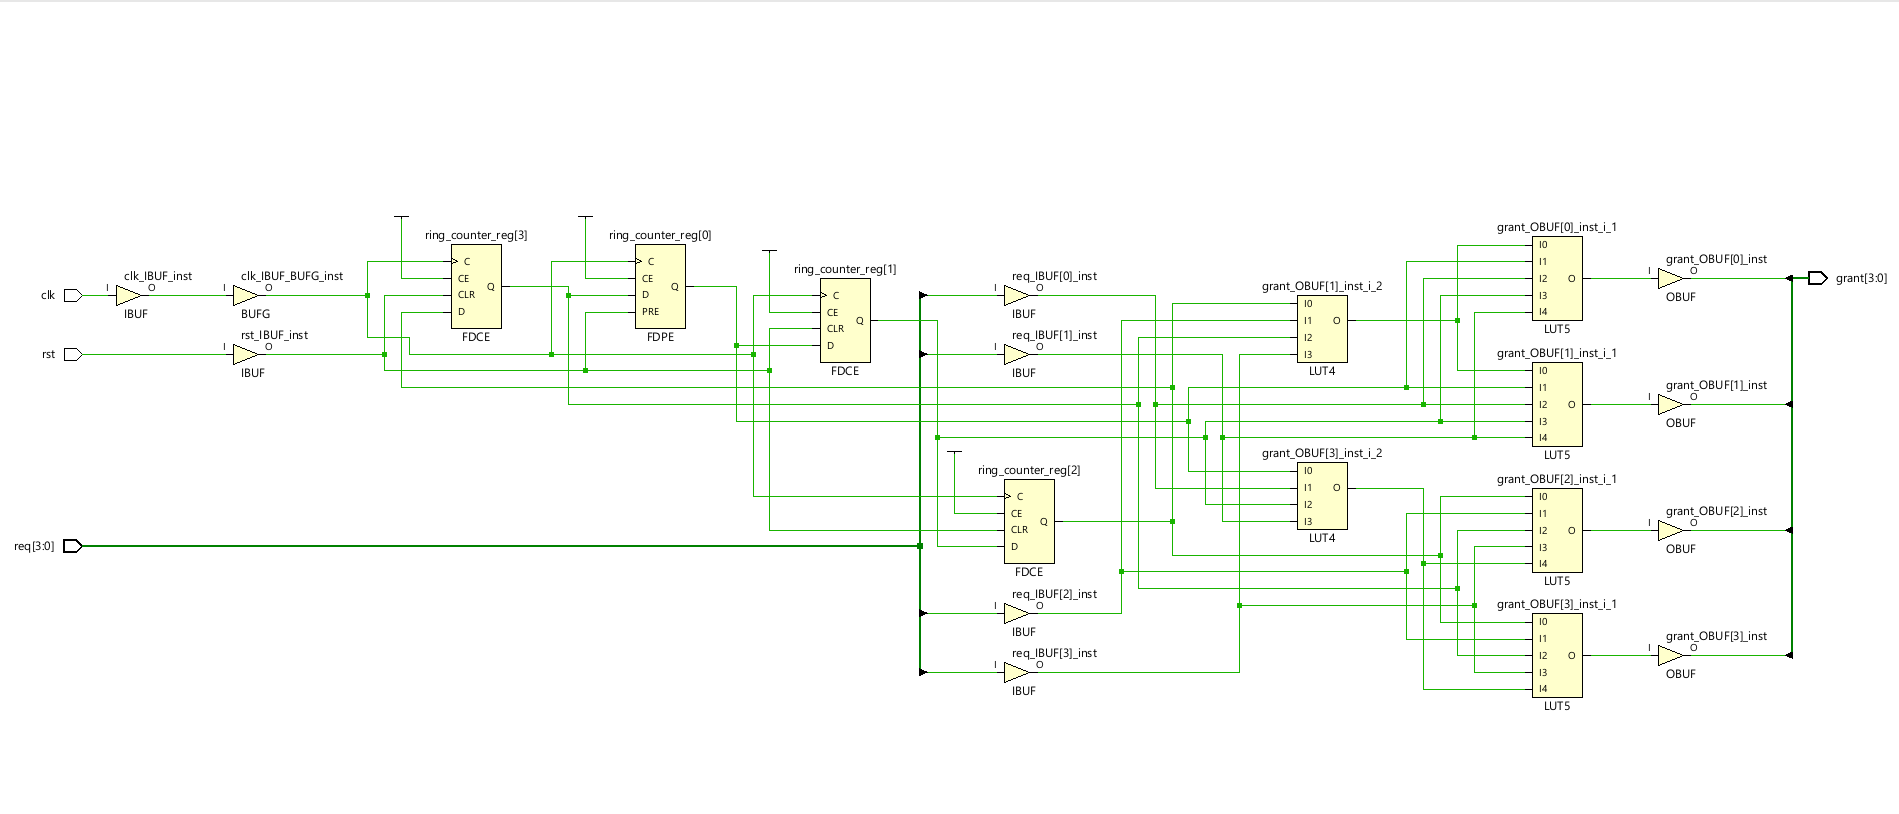 clk
clk_IBUF_inst
I
O
IBUF
clk_IBUF_BUFG_inst
I
O
BUFG
rst
rst_IBUF_inst
I
O
IBUF
req[3:0]
ring_counter_reg[3]
C
CE
CLR
D
Q
FDCE
ring_counter_reg[0]
C
CE
D
PRE
Q
FDPE
ring_counter_reg[1]
C
CE
CLR
D
Q
FDCE
ring_counter_reg[2]
C
CE
CLR
D
Q
FDCE
req_IBUF[0]_inst
I
O
IBUF
req_IBUF[1]_inst
I
O
IBUF
req_IBUF[2]_inst
I
O
IBUF
req_IBUF[3]_inst
I
O
IBUF
grant_OBUF[1]_inst_i_2
I0
I1
I2
I3
O
LUT4
grant_OBUF[3]_inst_i_2
I0
I1
I2
I3
O
LUT4
grant_OBUF[0]_inst_i_1
I0
I1
I2
I3
I4
O
LUT5
grant_OBUF[1]_inst_i_1
I0
I1
I2
I3
I4
O
LUT5
grant_OBUF[2]_inst_i_1
I0
I1
I2
I3
I4
O
LUT5
grant_OBUF[3]_inst_i_1
I0
I1
I2
I3
I4
O
LUT5
grant_OBUF[0]_inst
I
O
OBUF
grant_OBUF[1]_inst
I
O
OBUF
grant_OBUF[2]_inst
I
O
OBUF
grant_OBUF[3]_inst
I
O
OBUF
grant[3:0]